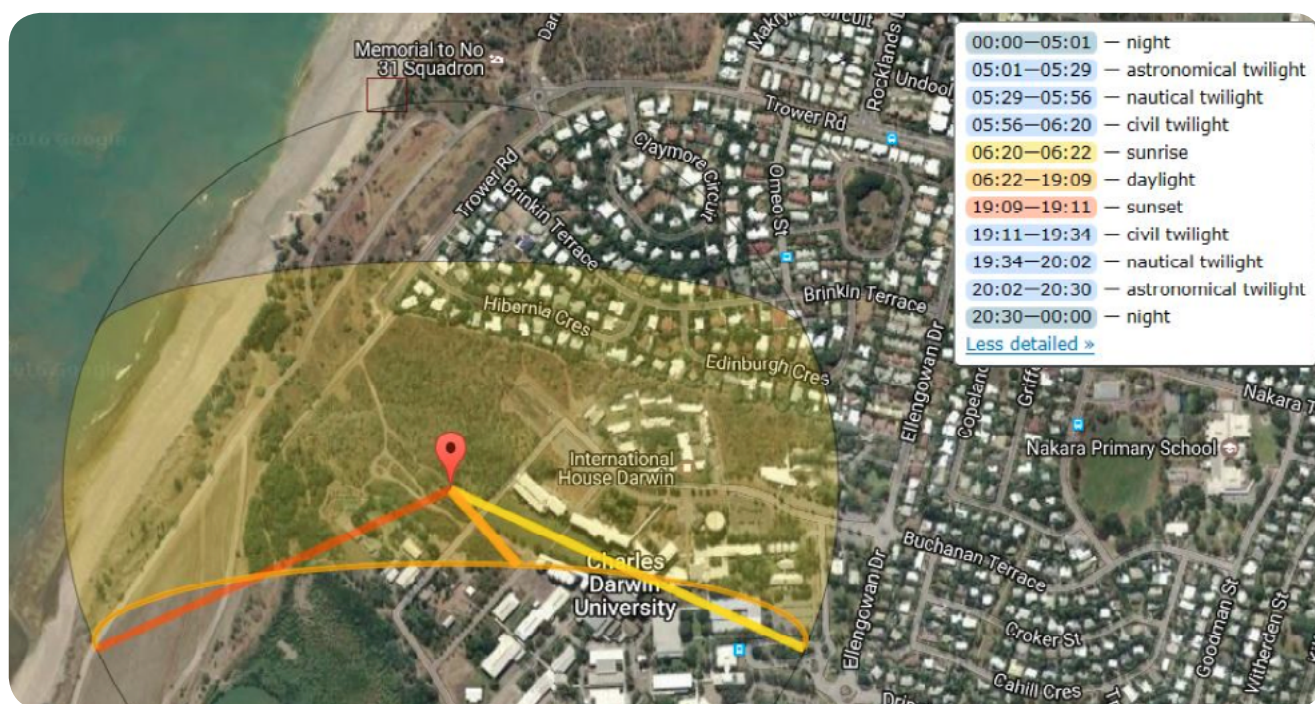 Memorial to No
31 Squadron
Trower Rd
Trower Rd
Claymore Circuit
Omeo St
Brinkin Terrace
Brinkin Terrace
Hibernia Cres
Edinburgh Cres
Ellengowan Dr
Nakara Primary School
International
House Darwin
Charles
Darwin
University
Buchanan Terrace
Ellengowan Dr
Croker St
Cahill Cres
Goodman St
Witherden St
00:00—05:01 — night
05:01—05:29 — astronomical twilight
05:29—05:56 — nautical twilight
05:56—06:20 — civil twilight
06:20—06:22 — sunrise
06:22—19:09 — daylight
19:09—19:11 — sunset
19:11—19:34 — civil twilight
19:34—20:02 — nautical twilight
20:02—20:30 — astronomical twilight
20:30—00:00 — night
Less detailed »